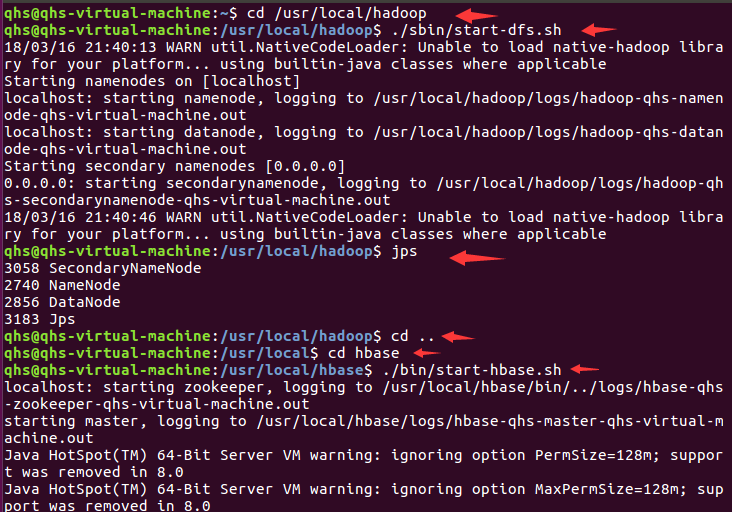 qhs@qhs-virtual-machine:~$ cd /usr/local/hadoop
qhs@qhs-virtual-machine:/usr/local/hadoop$ ./sbin/start-dfs.sh
18/03/16 21:40:13 WARN util.NativeCodeLoader: Unable to load native-hadoop libra
ry for your platform... using builtin-java classes where applicable
Starting namenodes on [localhost]
localhost: starting namenode, logging to /usr/local/hadoop/logs/hadoop-qhs-namen
ode-qhs-virtual-machine.out
localhost: starting datanode, logging to /usr/local/hadoop/logs/hadoop-qhs-datan
ode-qhs-virtual-machine.out
Starting secondary namenodes [0.0.0.0]
0.0.0.0: starting secondarynamenode, logging to /usr/local/hadoop/logs/hadoop-qh
s-secondarynamenode-qhs-virtual-machine.out
18/03/16 21:40:46 WARN util.NativeCodeLoader: Unable to load native-hadoop libra
ry for your platform... using builtin-java classes where applicable
qhs@qhs-virtual-machine:/usr/local/hadoop$ jps
3058 SecondaryNameNode
2740 NameNode
2856 DataNode
3183 Jps
qhs@qhs-virtual-machine:/usr/local/hadoop$ cd ..
qhs@qhs-virtual-machine:/usr/local$ cd hbase
qhs@qhs-virtual-machine:/usr/local/hbase$ ./bin/start-hbase.sh
localhost: starting zookeeper, logging to /usr/local/hbase/bin/../logs/hbase-qhs
-zookeeper-qhs-virtual-machine.out
starting master, logging to /usr/local/hbase/logs/hbase-qhs-master-qhs-virtual-m
achine.out
Java HotSpot(TM) 64-Bit Server VM warning: ignoring option PermSize=128m; suppor
t was removed in 8.0
Java HotSpot(TM) 64-Bit Server VM warning: ignoring option MaxPermSize=128m; sup
port was removed in 8.0